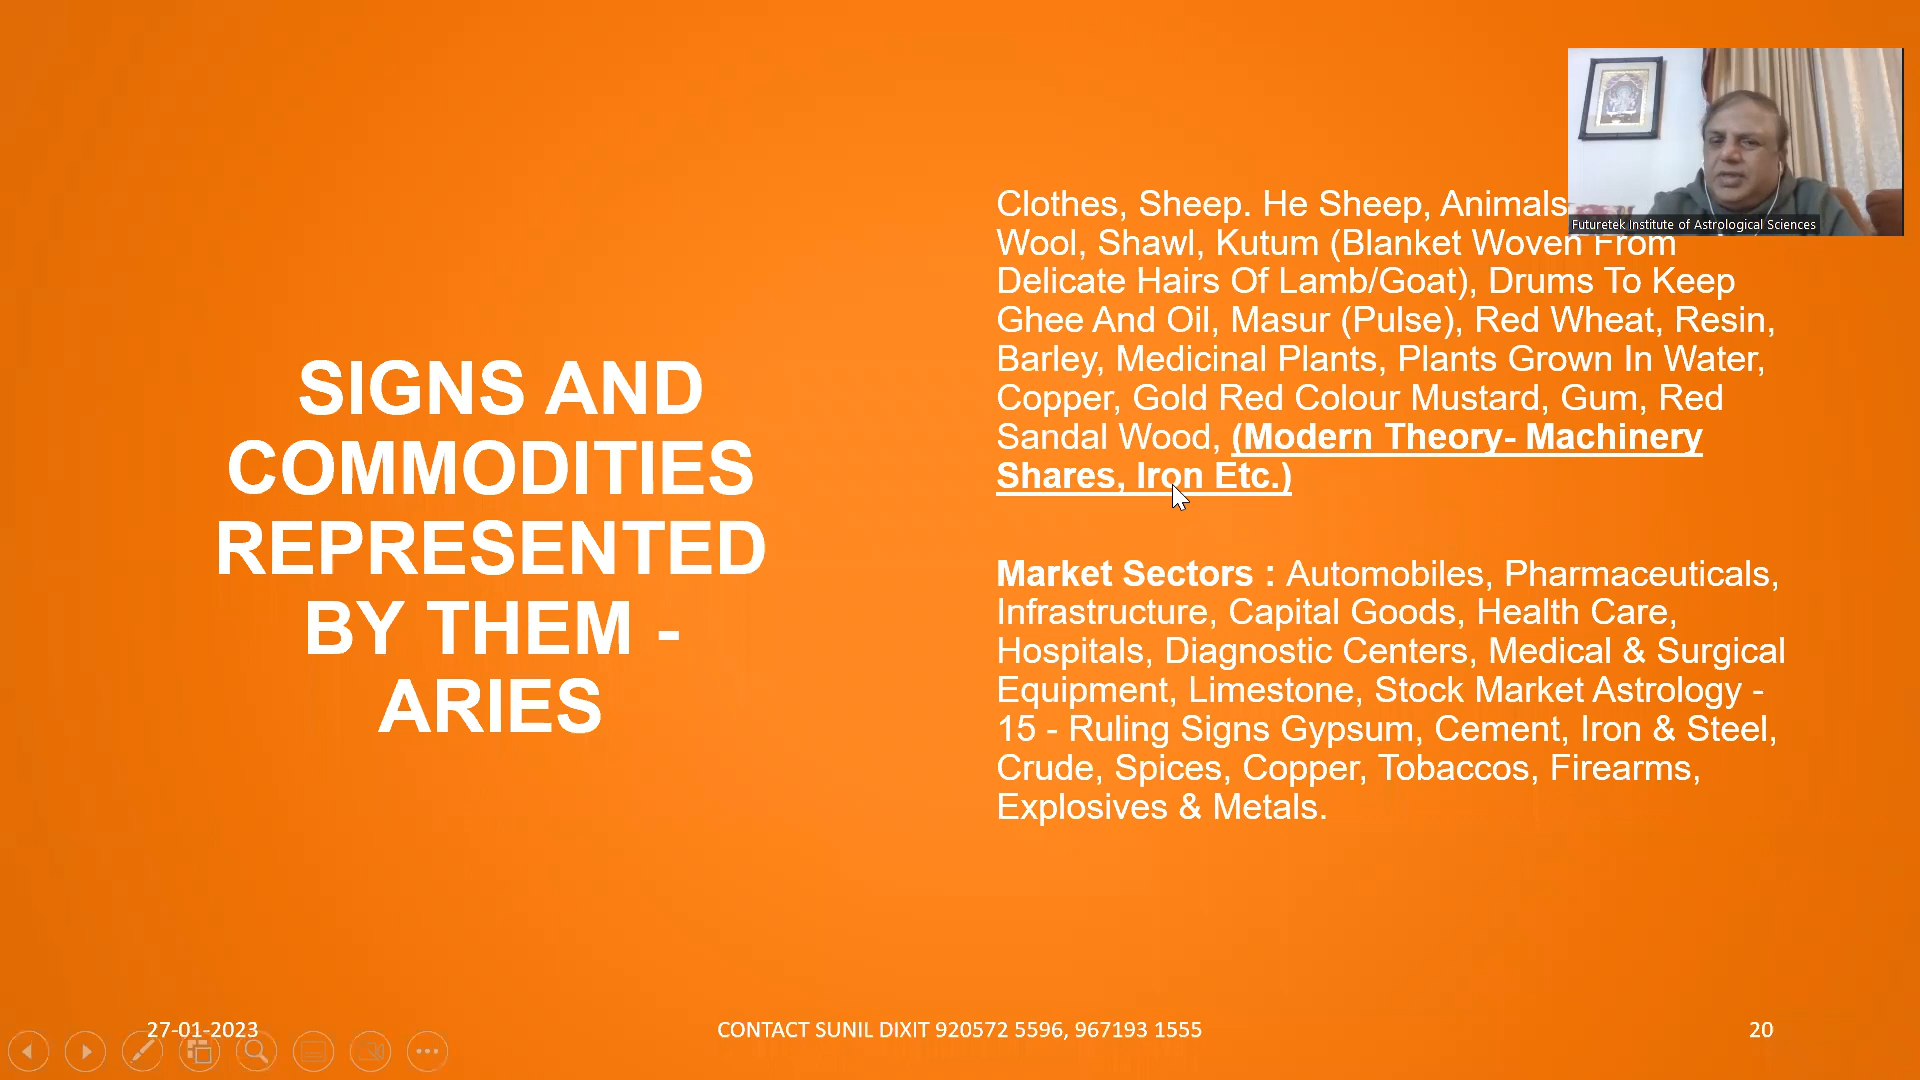 SIGNS AND
COMMODITIES
REPRESENTED
BY THEM -
ARIES
Clothes, Sheep. He Sheep, Animals
Wool, Shawl, Kutum (Blanket Woven From
Delicate Hairs Of Lamb/Goat), Drums To Keep
Ghee And Oil, Masur (Pulse), Red Wheat, Resin,
Barley, Medicinal Plants, Plants Grown In Water,
Copper, Gold Red Colour Mustard, Gum, Red
Sandal Wood, (Modern Theory- Machinery
Shares, Iron Etc.)
Market Sectors : Automobiles, Pharmaceuticals,
Infrastructure, Capital Goods, Health Care,
Hospitals, Diagnostic Centers, Medical & Surgical
Equipment, Limestone, Stock Market Astrology -
15 - Ruling Signs Gypsum, Cement, Iron & Steel,
Crude, Spices, Copper, Tobaccos, Firearms,
Explosives & Metals.
Futuretek Institute of Astrological Sciences
27-01-2023
CONTACT SUNIL DIXIT 920572 5596, 967193 1555
20